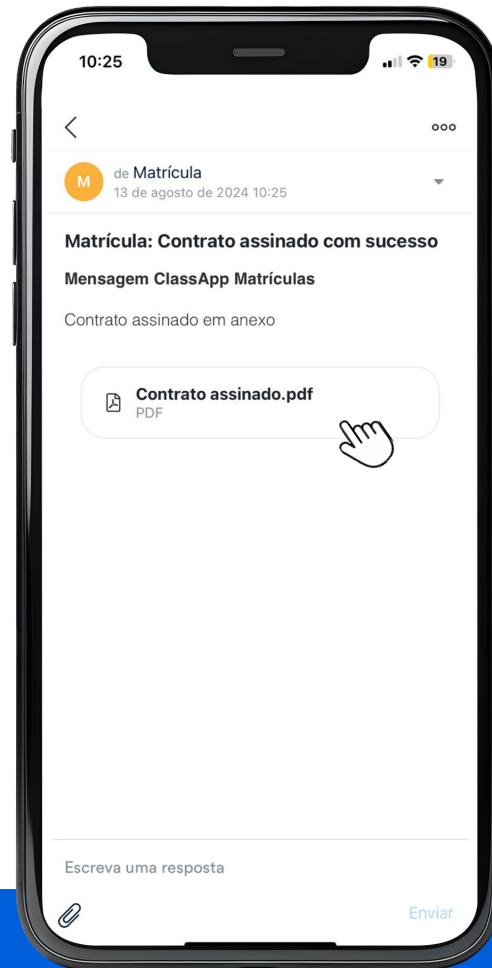 10:25
19
M
de Matrícula
13 de agosto de 2024 10:25
Matrícula: Contrato assinado com sucesso
Mensagem ClassApp Matrículas
Contrato assinado em anexo
Contrato assinado.pdf
PDF
Escreva uma resposta
Enviar